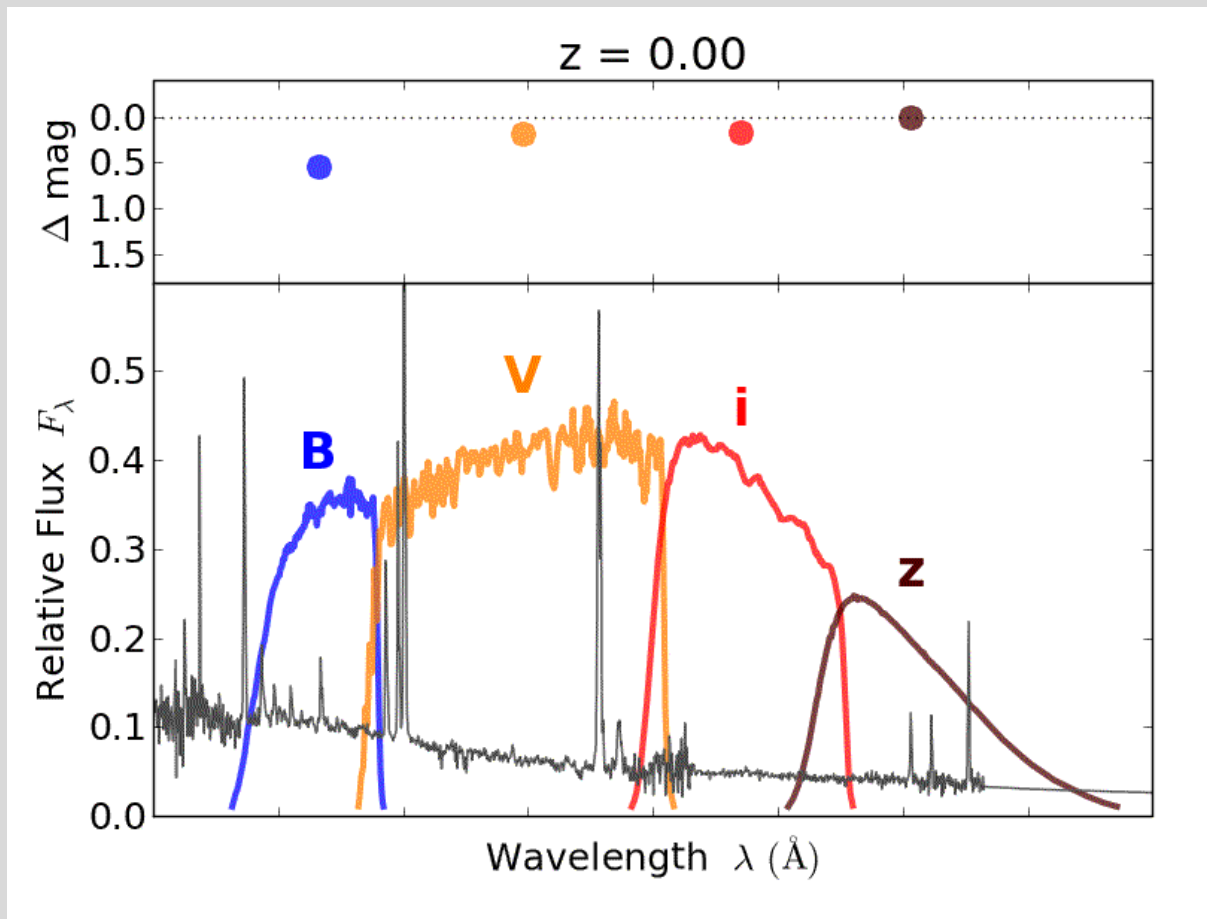 z = 0.00
Δ mag
0.0
0.5
1.0
1.5
Relative Flux F_λ
0.5
0.4
0.3
0.2
0.1
0.0
B
V
i
z
Wavelength λ (Å)